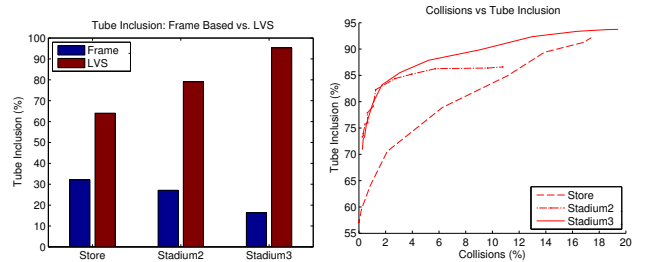 Tube Inclusion: Frame Based vs. LVS
Tube Inclusion (%)
100
90
80
70
60
50
40
30
20
10
0
Frame
LVS
Store
Stadium2
Stadium3
Collisions vs Tube Inclusion
Tube Inclusion (%)
95
90
85
80
75
70
65
60
55
0 2 4 6 8 10 12 14 16 18 20
Collisions (%)
Store
Stadium2
Stadium3